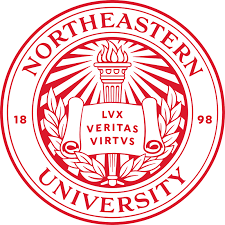 NORTHEASTERN
LVX
VERITAS
VIRTVS
18 98
UNIVERSITY